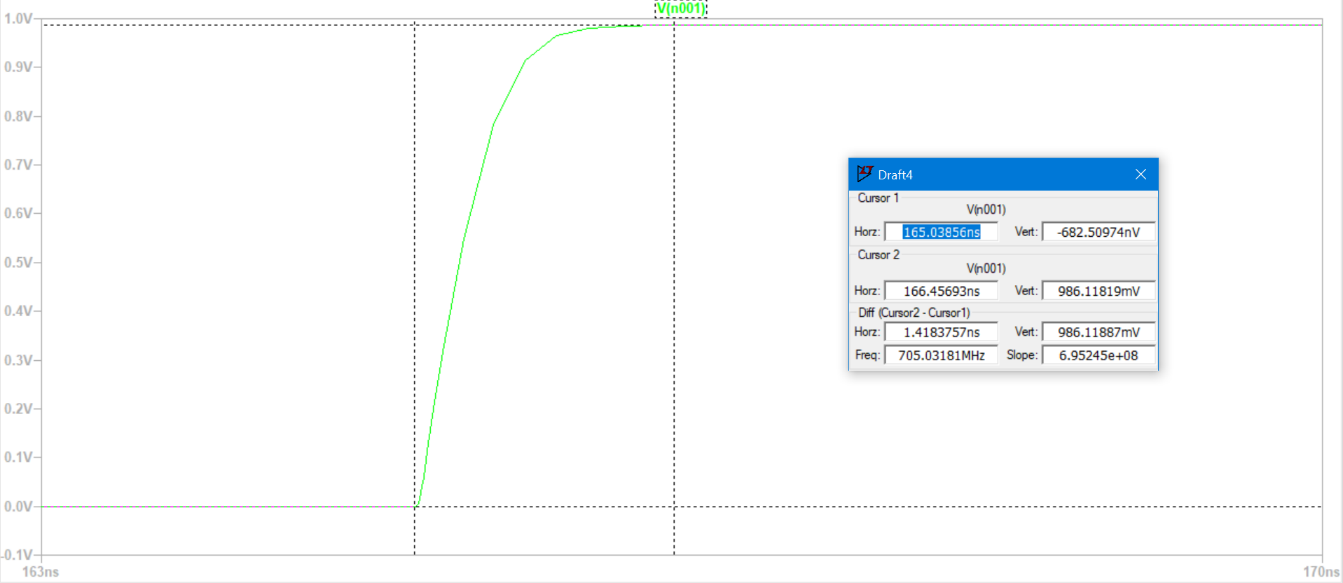 V(n001)
1.0V
0.9V
0.8V
0.7V
0.6V
0.5V
0.4V
0.3V
0.2V
0.1V
0.0V
-0.1V
163ns
170ns
Draft4
Cursor 1
V(n001)
Horz: 165.03856ns Vert: -682.50974nV
Cursor 2
V(n001)
Horz: 166.45693ns Vert: 986.11819mV
Diff (Cursor2 - Cursor1)
Horz: 1.4183757ns Vert: 986.11887mV
Freq: 705.03181MHz Slope: 6.95245e+08